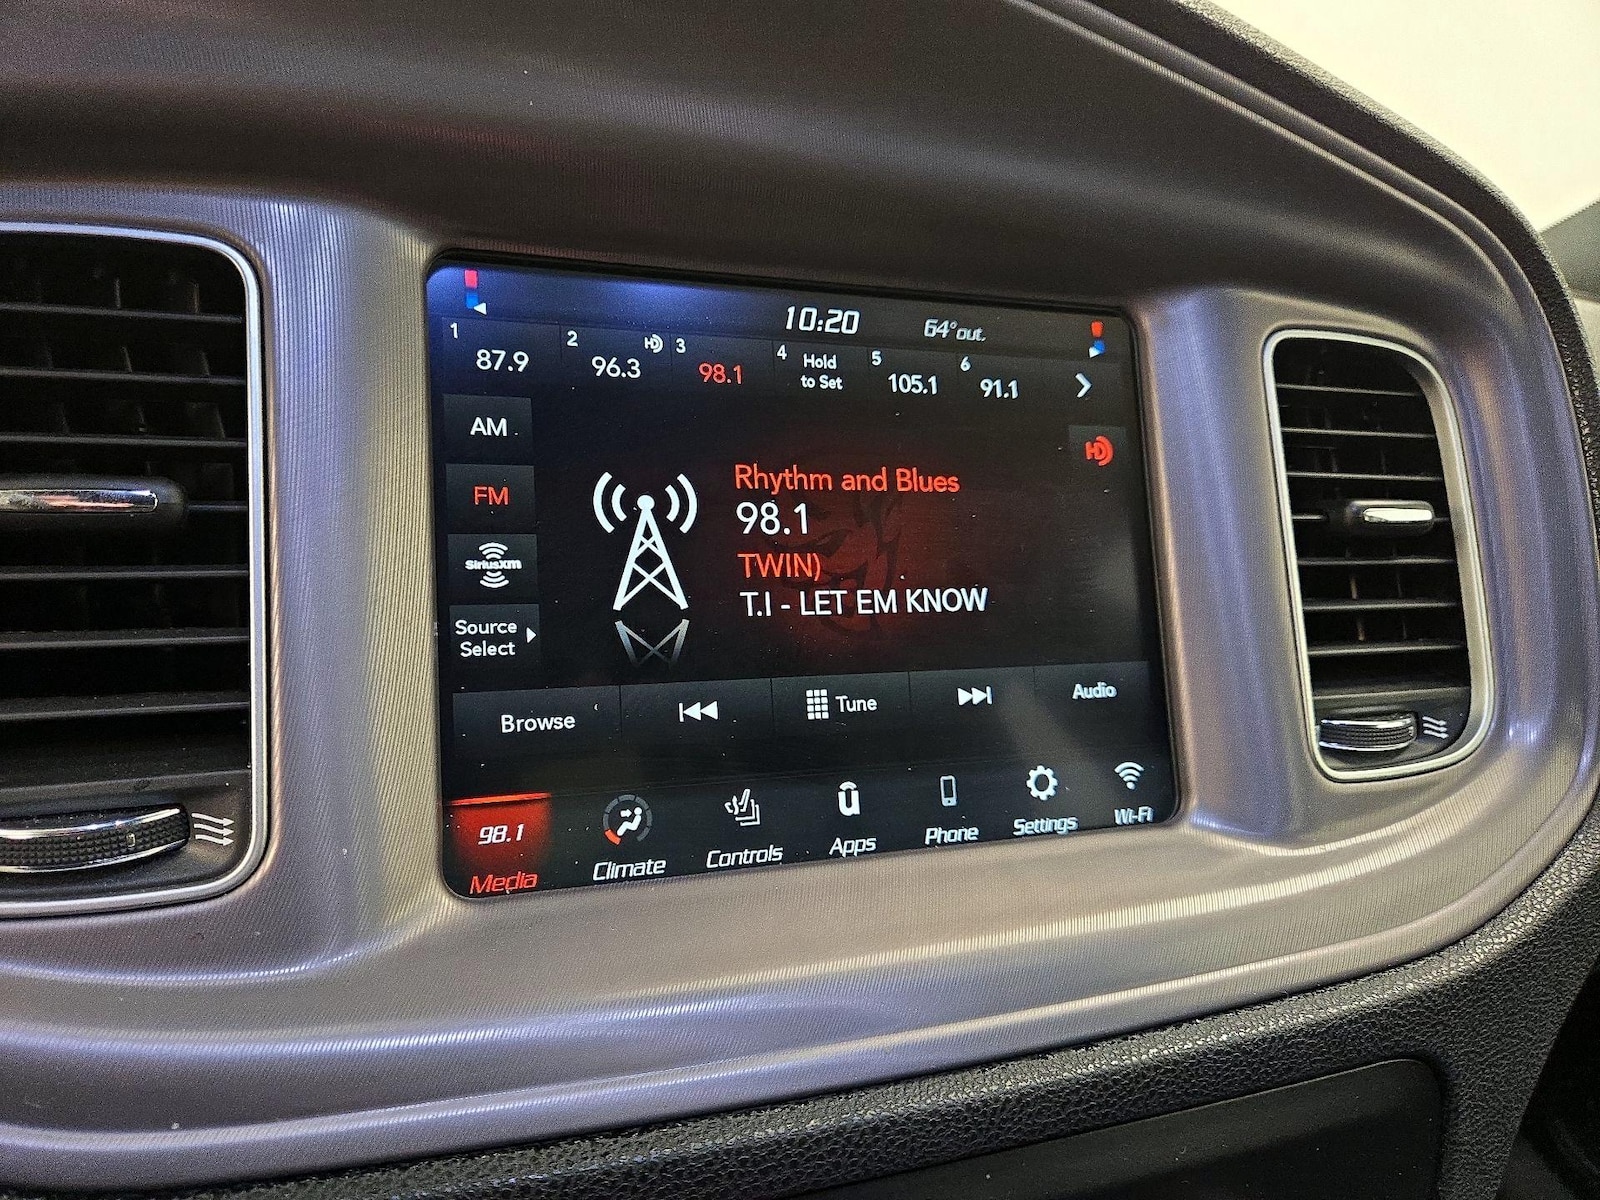 10:20 64° out.
1 87.9
2 96.3 HD
3 98.1
4 Hold to Set
5 105.1
6 91.1
AM
FM
SiriusXM
Source
Select
HD
Rhythm and Blues
98.1
TWIN)
T.I - LET EM KNOW
Browse Tune Audio
98.1
Media Climate Controls Apps Phone Settings Wi-Fi